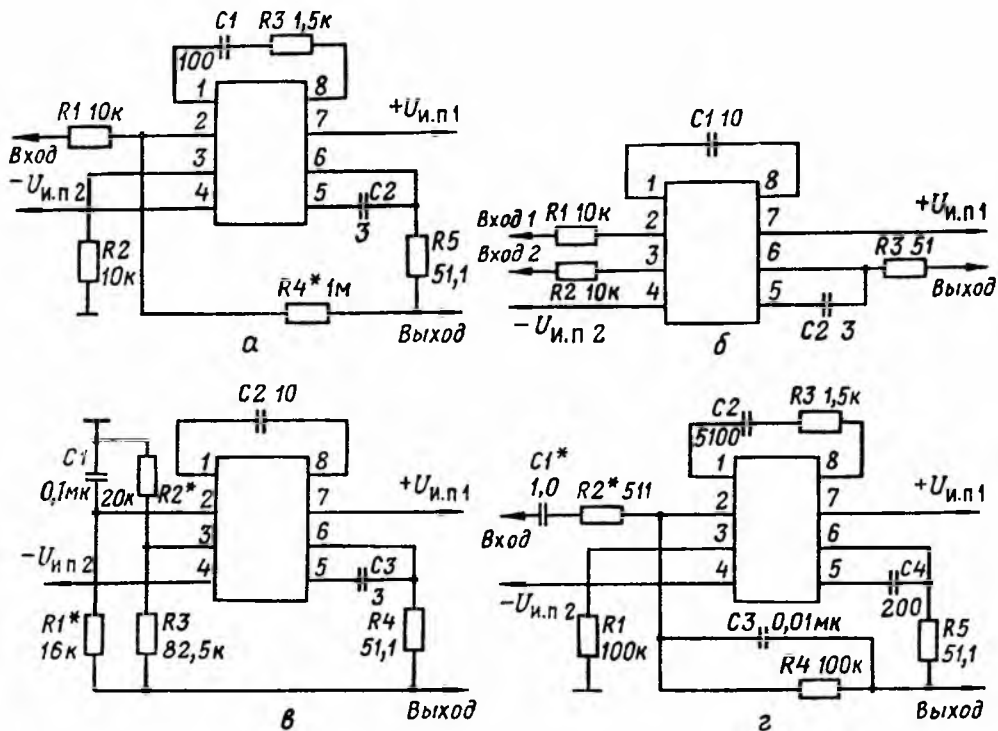 C1
R3 1,5к
100
1
8
R1 10к
2
7
+Uи.п1
Вход
3
6
-Uи.п 2
4
5
C2
3
R2
10к
R5
51,1
R4* 1м
Выход
а
C1 10
1
8
Вход 1
R1 10к
2
7
+Uи.п1
Вход 2
3
6
R3 51
R2 10к
4
5
Выход
-Uи.п 2
C2 3
б
C2 10
1
8
C1
0,1мк
20к
R2*
2
7
+Uи.п1
3
6
-Uи.п2
4
5
C3
3
R1*
16к
R3
82,5к
R4
51,1
Выход
в
C2
R3 1,5к
5100
1
8
C1*
1,0
R2* 511
2
7
+Uи.п1
Вход
3
6
4
5
C4
-Uи.п 2
200
R1
100к
C3
0,01мк
R5
51,1
R4 100к
Выход
г